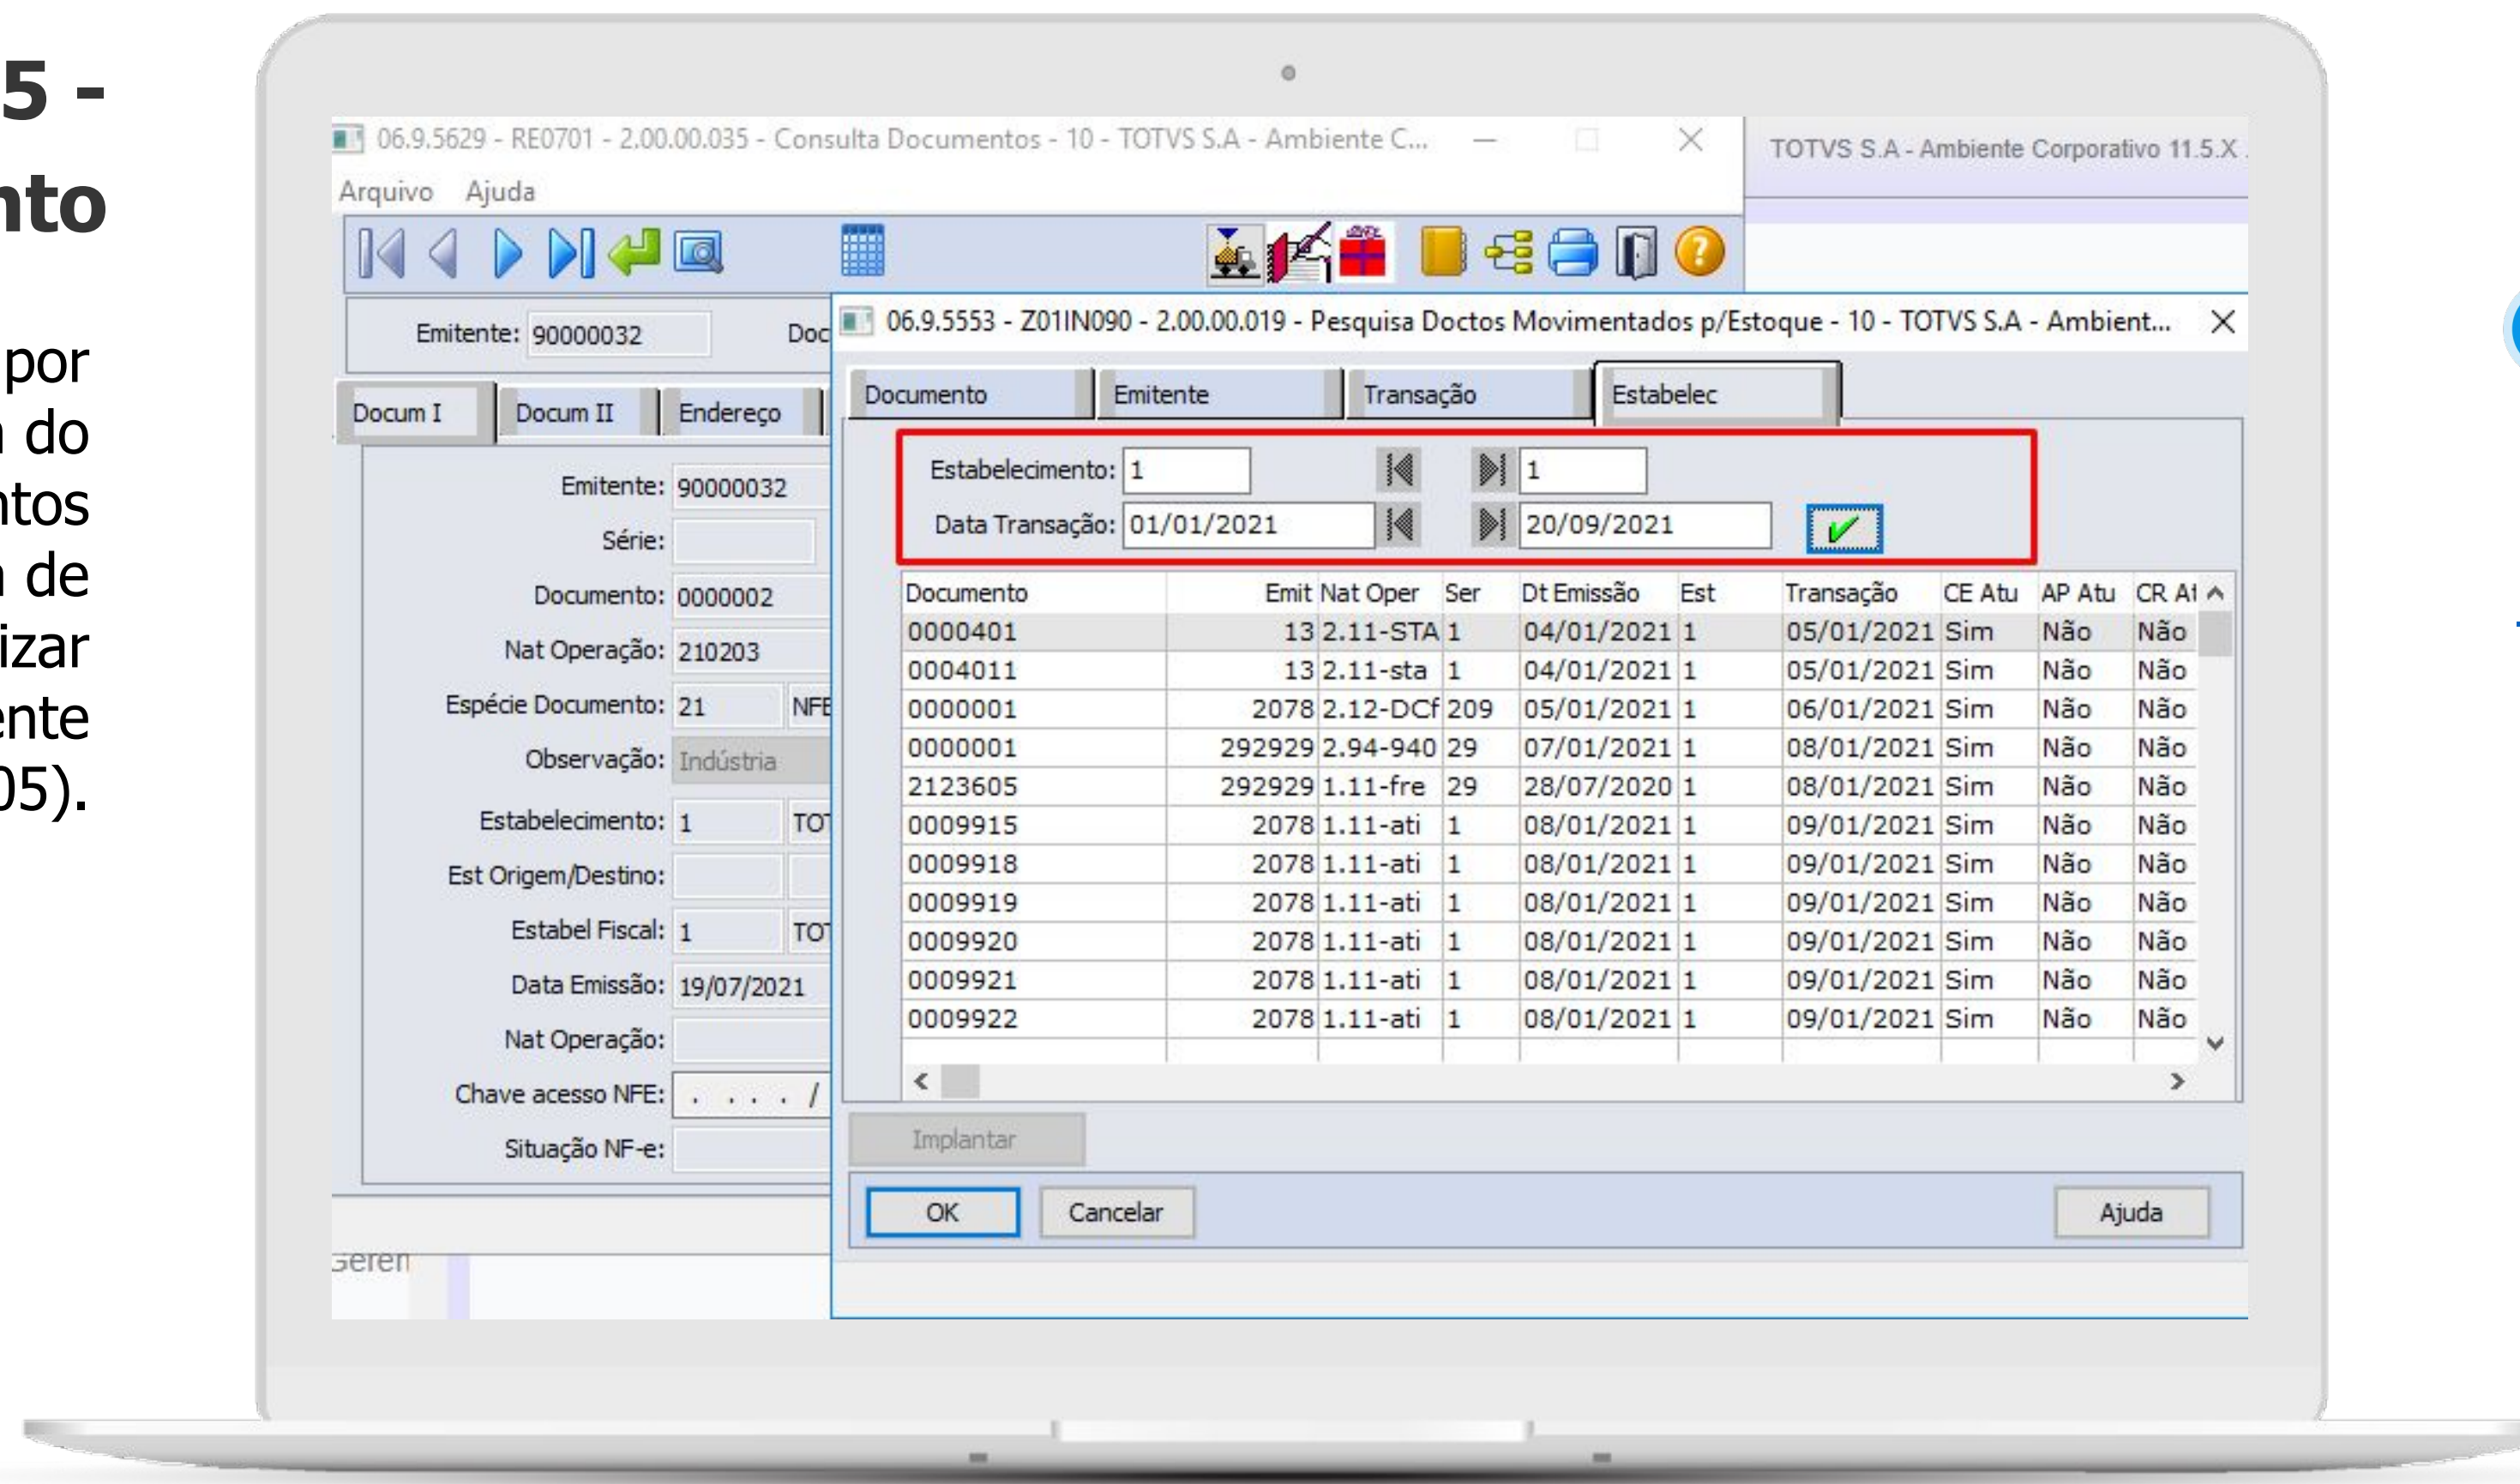 5 -
nto
por
do
ntos
de
izar
ente
05).
06.9.5629 - RE0701 - 2.00.00.035 - Consulta Documentos - 10 - TOTVS S.A - Ambiente C...
TOTVS S.A - Ambiente Corporativo 11.5.X
Arquivo Ajuda
Emitente: 90000032 Doc
Docum I Docum II Endereço
Emitente: 90000032
Série:
Documento: 0000002
Nat Operação: 210203
Espécie Documento: 21 NFE
Observação: Indústria
Estabelecimento: 1 TOT
Est Origem/Destino:
Estabel Fiscal: 1 TOT
Data Emissão: 19/07/2021
Nat Operação:
Chave acesso NFE: . . . . /
Situação NF-e:
Geren
06.9.5553 - Z01IN090 - 2.00.00.019 - Pesquisa Doctos Movimentados p/Estoque - 10 - TOTVS S.A - Ambient...
Documento Emitente Transação Estabelec
Estabelecimento: 1 1
Data Transação: 01/01/2021 20/09/2021
Documento Emit Nat Oper Ser Dt Emissão Est Transação CE Atu AP Atu CR At
0000401 13 2.11-STA 1 04/01/2021 1 05/01/2021 Sim Não Não
0004011 13 2.11-sta 1 04/01/2021 1 05/01/2021 Sim Não Não
0000001 2078 2.12-DCf 209 05/01/2021 1 06/01/2021 Sim Não Não
0000001 292929 2.94-940 29 07/01/2021 1 08/01/2021 Sim Não Não
2123605 292929 1.11-fre 29 28/07/2020 1 08/01/2021 Sim Não Não
0009915 2078 1.11-ati 1 08/01/2021 1 09/01/2021 Sim Não Não
0009918 2078 1.11-ati 1 08/01/2021 1 09/01/2021 Sim Não Não
0009919 2078 1.11-ati 1 08/01/2021 1 09/01/2021 Sim Não Não
0009920 2078 1.11-ati 1 08/01/2021 1 09/01/2021 Sim Não Não
0009921 2078 1.11-ati 1 08/01/2021 1 09/01/2021 Sim Não Não
0009922 2078 1.11-ati 1 08/01/2021 1 09/01/2021 Sim Não Não
Implantar
OK Cancelar Ajuda